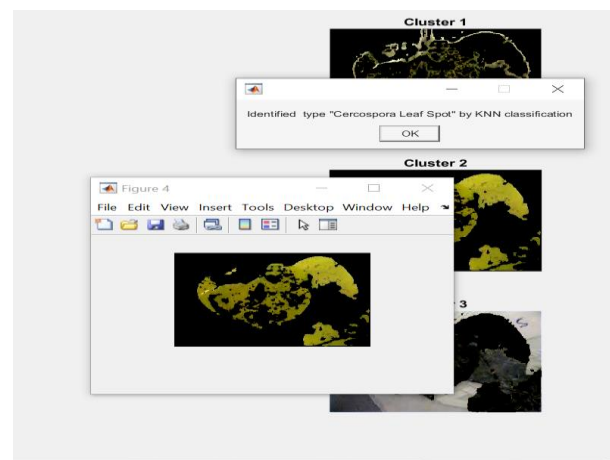 Cluster 1
Identified type "Cercospora Leaf Spot" by KNN classification
OK
Cluster 2
Figure 4
File Edit View Insert Tools Desktop Window Help
3